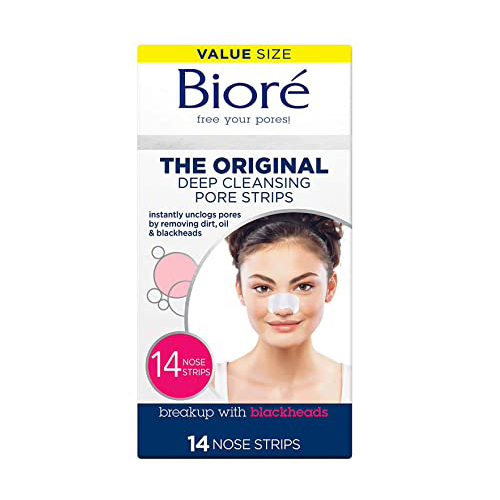 VALUE SIZE
Bioré
free your pores!
THE ORIGINAL
DEEP CLEANSING
PORE STRIPS
instantly unclogs pores
by removing dirt, oil
& blackheads
14 NOSE
STRIPS
breakup with blackheads
14 NOSE STRIPS